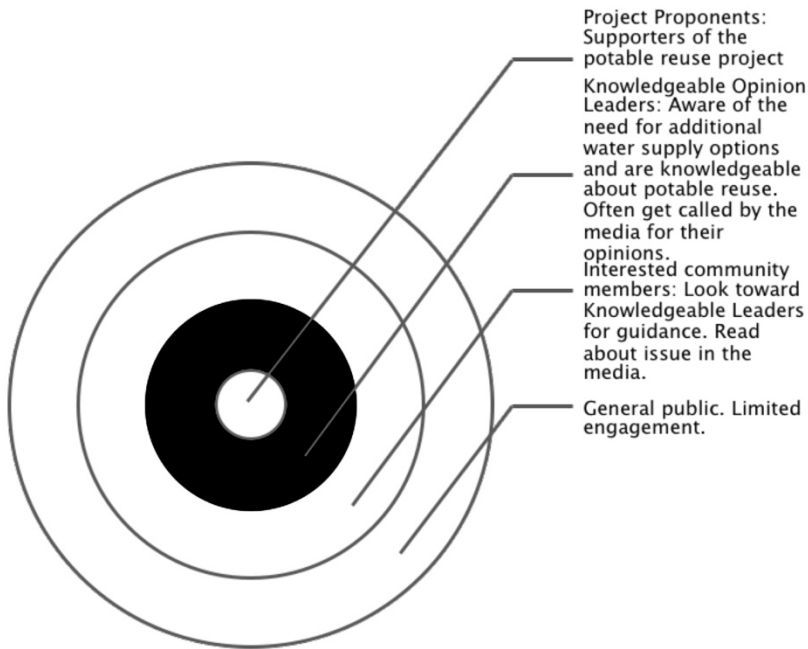 Project Proponents:
Supporters of the
potable reuse project
Knowledgeable Opinion
Leaders: Aware of the
need for additional
water supply options
and are knowledgeable
about potable reuse.
Often get called by the
media for their
opinions.
Interested community
members: Look toward
Knowledgeable Leaders
for guidance. Read
about issue in the
media.
General public. Limited
engagement.